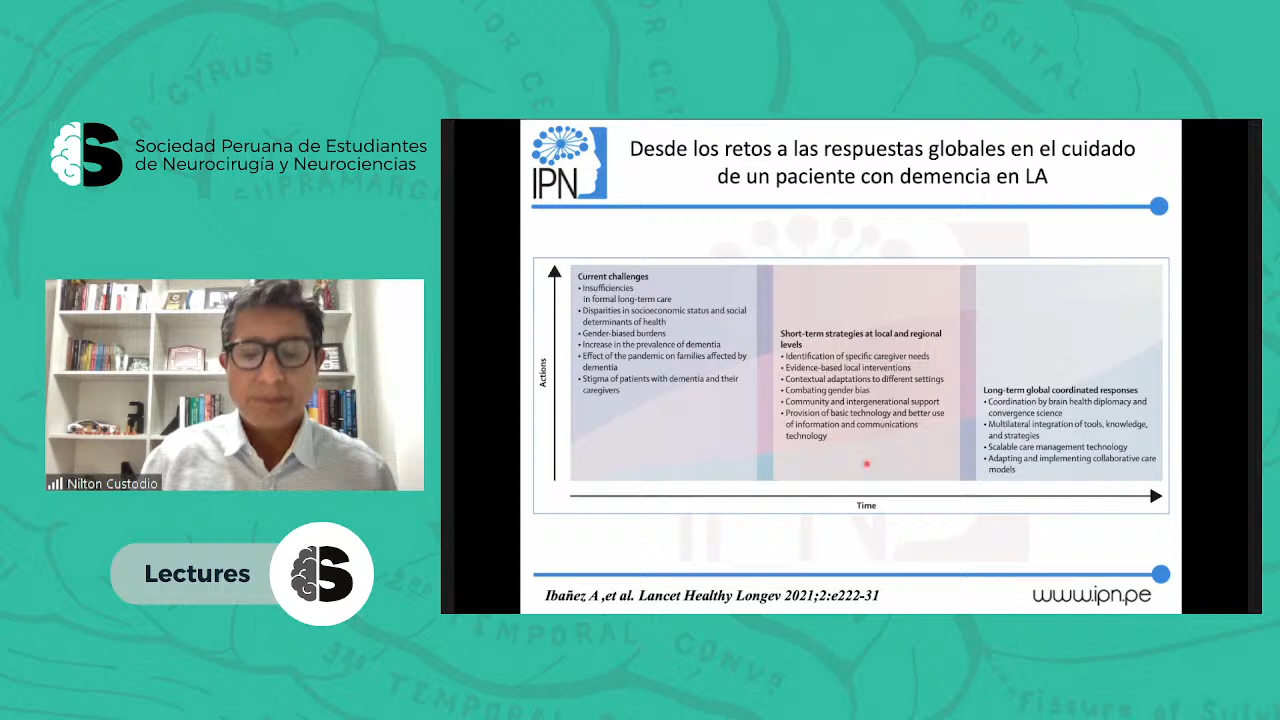 Sociedad Peruana de Estudiantes
de Neurocirugía y Neurociencias
Nilton Custodio
Lectures
IPN
Desde los retos a las respuestas globales en el cuidado
de un paciente con demencia en LA
Actions
Current challenges
• Insufficiencies
in formal long-term care
• Disparities in socioeconomic status and social
determinants of health
• Gender-biased burdens
• Increase in the prevalence of dementia
• Effect of the pandemic on families affected by
dementia
• Stigma of patients with dementia and their
caregivers
Short-term strategies at local and regional
levels
• Identification of specific caregiver needs
• Evidence-based local interventions
• Contextual adaptations to different settings
• Combating gender bias
• Community and intergenerational support
• Provision of basic technology and better use
of information and communications
technology
Long-term global coordinated responses
• Coordination by brain health diplomacy and
convergence science
• Multilateral integration of tools, knowledge,
and strategies
• Scalable care management technology
• Adapting and implementing collaborative care
models
Time
Ibañez A ,et al. Lancet Healthy Longev 2021;2:e222-31
www.ipn.pe
GYRUS
FRONTAL
SUPRAMARG
TEMPORAL CONVS
TEMPORAL
Fissure of